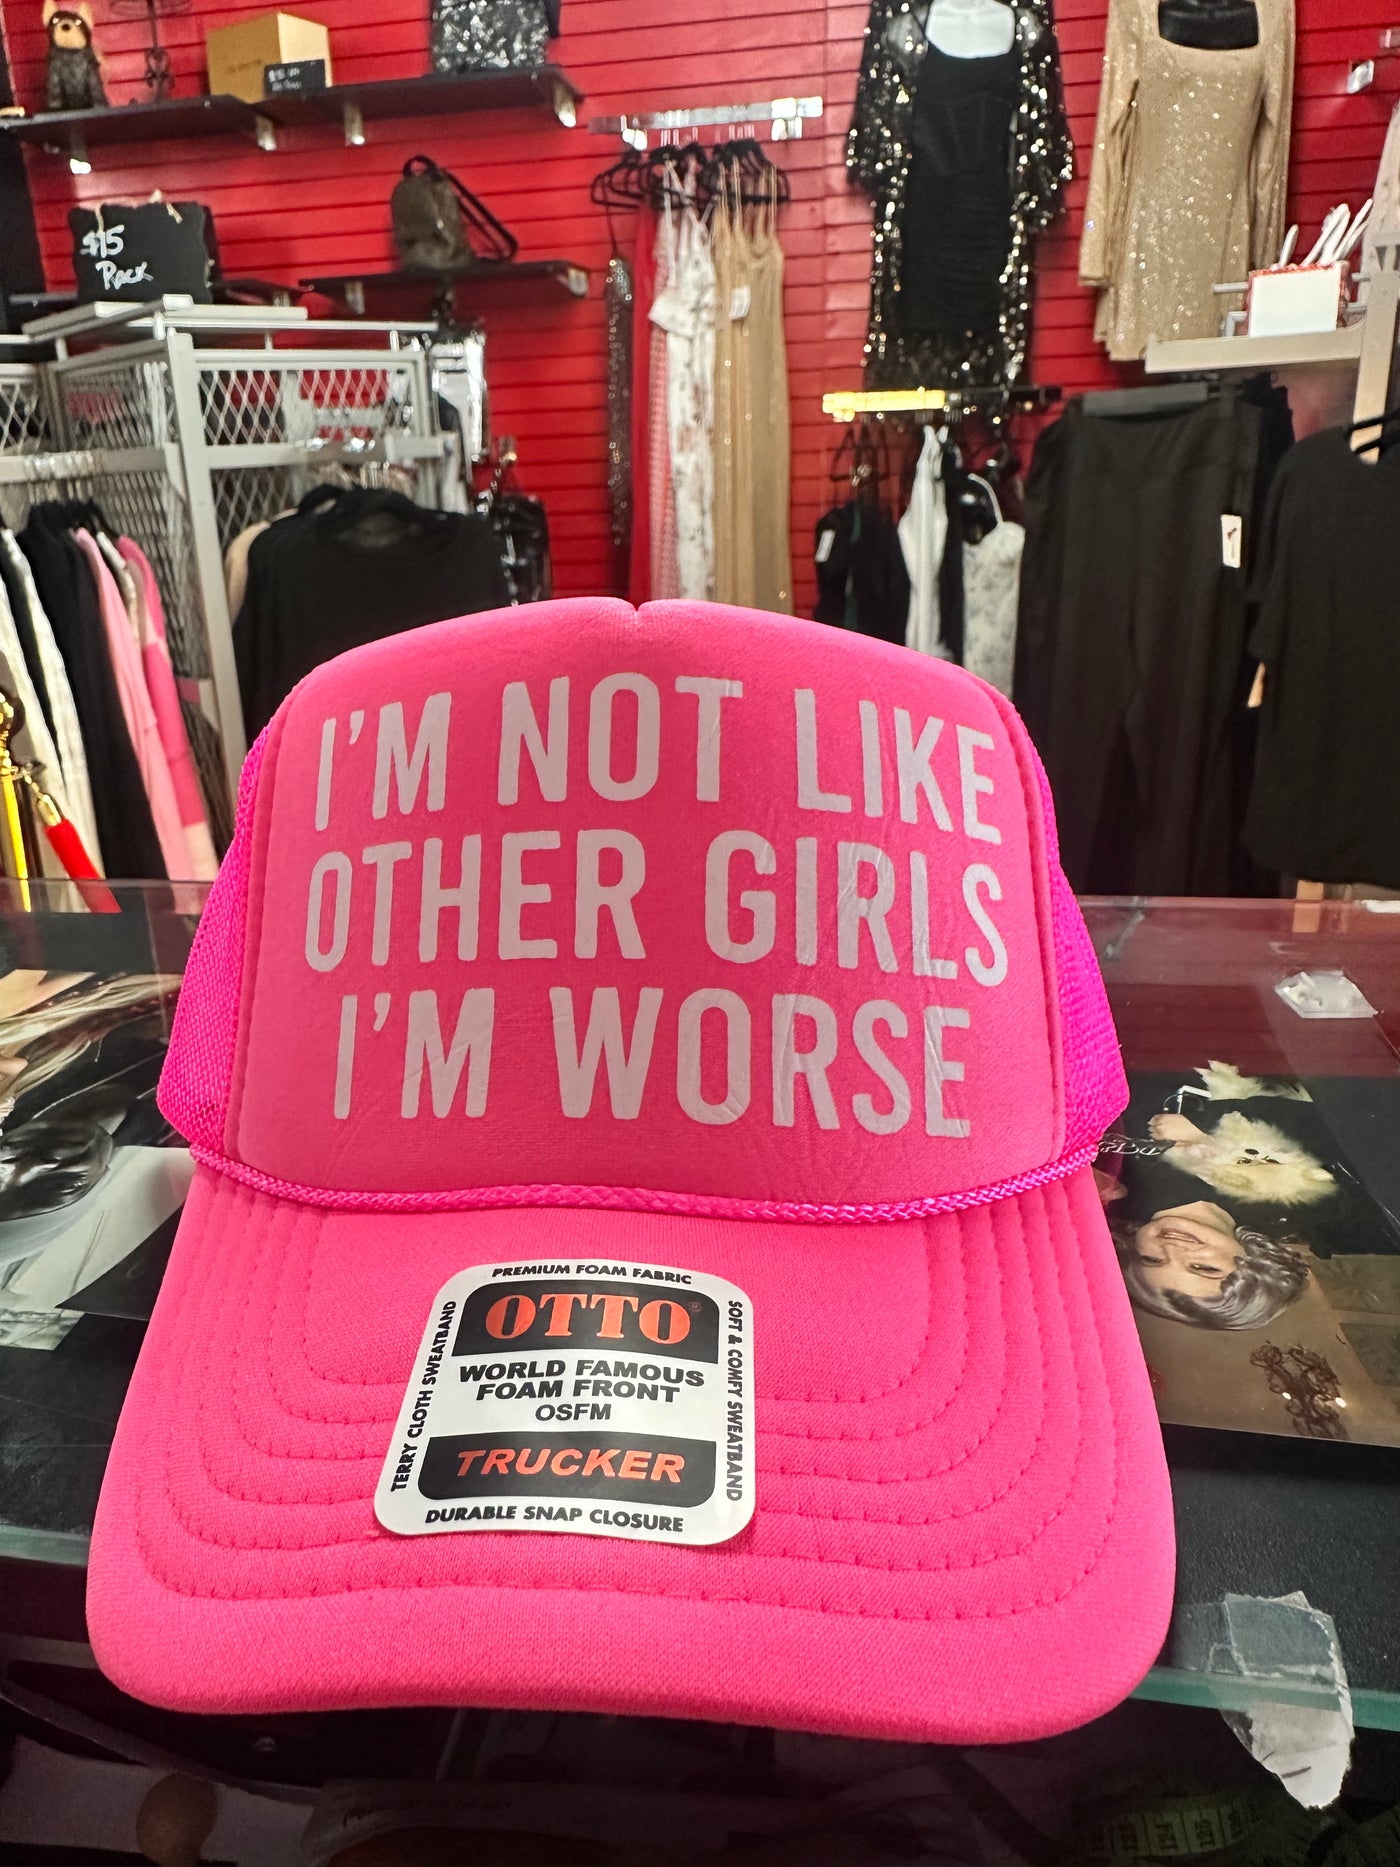 $15
Rack
I'M NOT LIKE
OTHER GIRLS
I'M WORSE
PREMIUM FOAM FABRIC
TERRY CLOTH SWEATBAND
OTTO®
WORLD FAMOUS
FOAM FRONT
OSFM
TRUCKER
SOFT & COMFY SWEATBAND
DURABLE SNAP CLOSURE